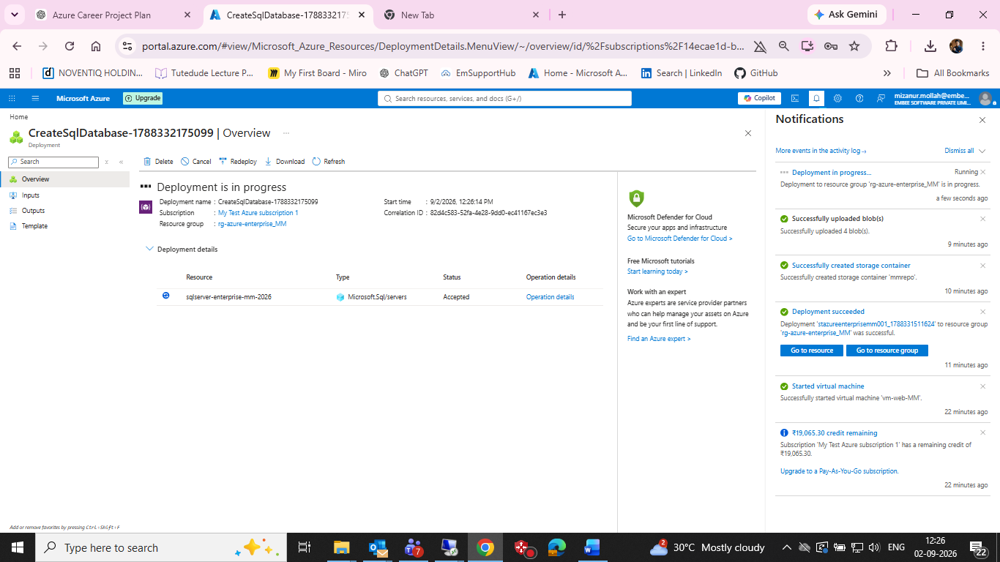 Azure Career Project Plan
CreateSqlDatabase-1788332175
New Tab
Ask Gemini
portal.azure.com/#view/Microsoft_Azure_Resources/DeploymentDetails.MenuView/~/overview/id/%2Fsubscriptions%2F14ecae1d-b...
NOVENTIQ HOLDIN...
Tutedude Lecture P...
My First Board - Miro
ChatGPT
EmSupportHub
Home - Microsoft A...
Search | LinkedIn
GitHub
All Bookmarks
Microsoft Azure
Upgrade
Search resources, services, and docs (G+/)
Copilot
mizanur.mollah@embe...
EMBEE SOFTWARE PRIVATE LIMI...
Home
CreateSqlDatabase-1788332175099 | Overview
Deployment
Search
Overview
Inputs
Outputs
Template
Add or remove favorites by pressing Ctrl+Shift+F
Delete
Cancel
Redeploy
Download
Refresh
Deployment is in progress
Deployment name : CreateSqlDatabase-1788332175099
Subscription : My Test Azure subscription 1
Resource group : rg-azure-enterprise_MM
Start time : 9/2/2026, 12:26:14 PM
Correlation ID : 82d4c583-52fa-4e28-9dd0-ec41167ec3e3
Deployment details
Resource Type Status Operation details
sqlserver-enterprise-mm-2026 Microsoft.Sql/servers Accepted Operation details
Microsoft Defender for Cloud
Secure your apps and infrastructure
Go to Microsoft Defender for Cloud >
Free Microsoft tutorials
Start learning today >
Work with an expert
Azure experts are service provider partners
who can help manage your assets on Azure
and be your first line of support.
Find an Azure expert >
Notifications
More events in the activity log →
Dismiss all
Deployment in progress...
Running
Deployment to resource group 'rg-azure-enterprise_MM' is in progress.
a few seconds ago
Successfully uploaded blob(s)
Successfully uploaded 4 blob(s).
9 minutes ago
Successfully created storage container
Successfully created storage container 'mmrepo'.
10 minutes ago
Deployment succeeded
Deployment 'stazureenterprisemm001_1788331511624' to resource group
'rg-azure-enterprise_MM' was successful.
Go to resource
Go to resource group
11 minutes ago
Started virtual machine
Successfully started virtual machine 'vm-web-MM'.
22 minutes ago
₹19,065.30 credit remaining
Subscription 'My Test Azure subscription 1' has a remaining credit of
₹19,065.30.
Upgrade to a Pay-As-You-Go subscription.
22 minutes ago
Type here to search
7
2
30°C Mostly cloudy
ENG
12:26
02-09-2026
22